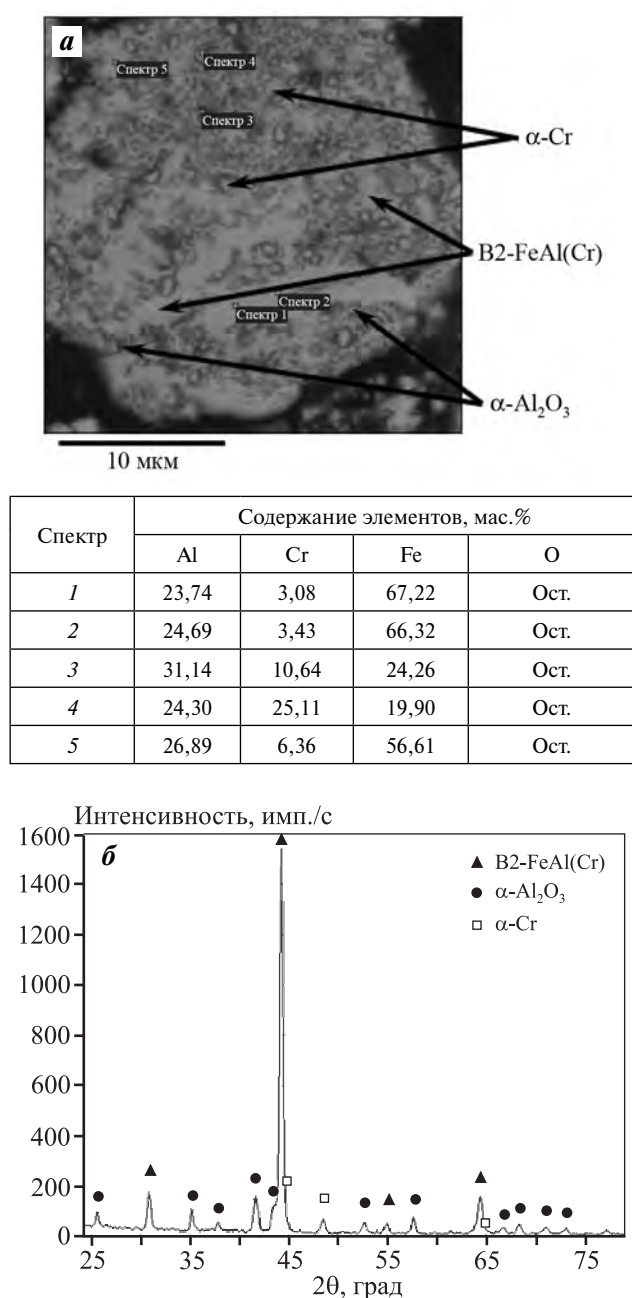 а
Спектр 5
Спектр 4
Спектр 3
α-Cr
B2-FeAl(Cr)
Спектр 2
Спектр 1
α-Al₂O₃
10 мкм
Спектр Содержание элементов, мас.%
Al Cr Fe O
1 23,74 3,08 67,22 Ост.
2 24,69 3,43 66,32 Ост.
3 31,14 10,64 24,26 Ост.
4 24,30 25,11 19,90 Ост.
5 26,89 6,36 56,61 Ост.
Интенсивность, имп./с
1600
б
B2-FeAl(Cr)
1400
α-Al₂O₃
α-Cr
1200
1000
800
600
400
200
0
25 35 45 55 65 75
2θ, град